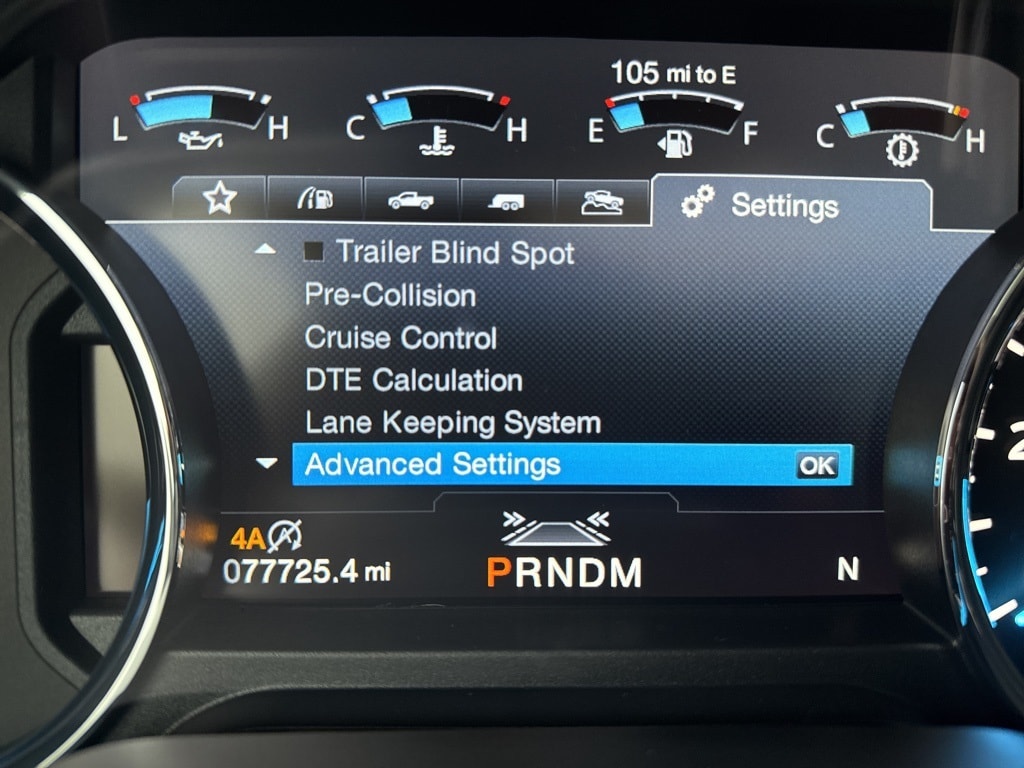 105 mi to E
L H C H E F C H
Settings
Trailer Blind Spot
Pre-Collision
Cruise Control
DTE Calculation
Lane Keeping System
Advanced Settings OK
4A A
077725.4 mi PRNDM N
2